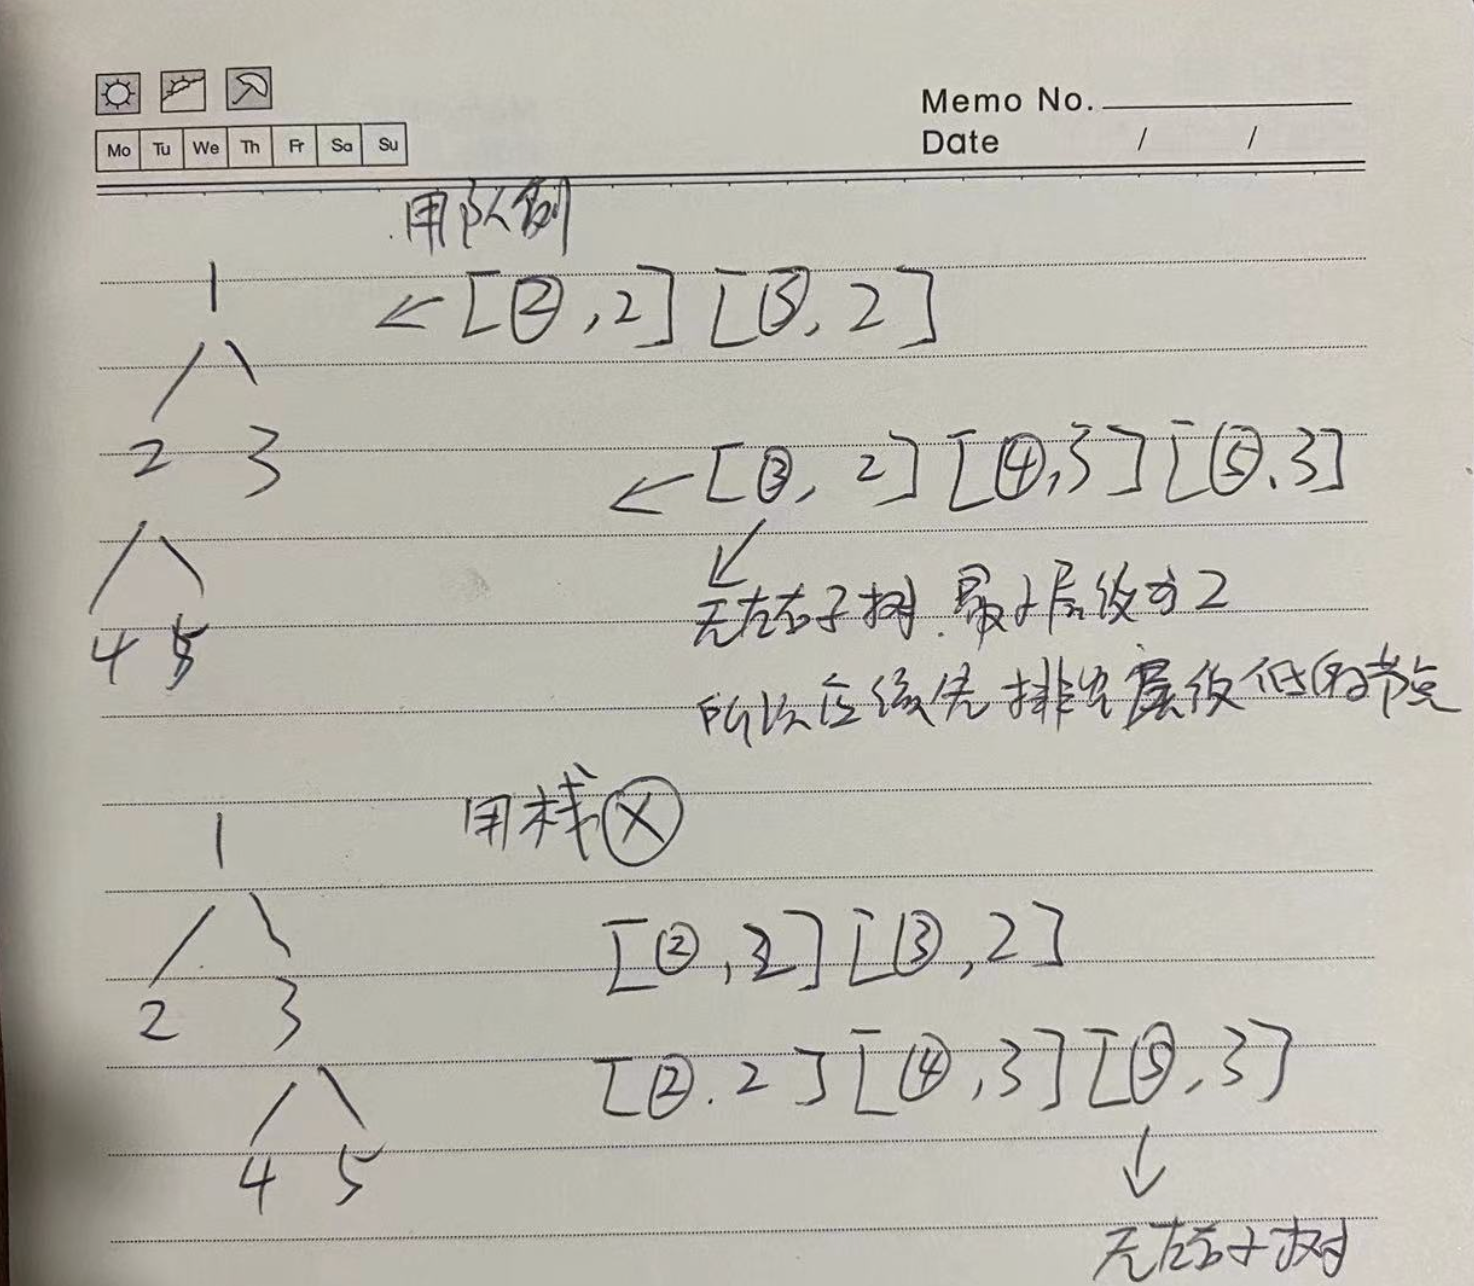 Memo No.
Mo Tu We Th Fr Sa Su
Date / /
用队列
1
← [②, 2] [③, 2]
2 3
← [③, 2] [④, 3] [⑤, 3]
4 5
无左右子树. 最小层级为2
所以应该先排出层级低的节点
用栈ⓧ
1
[②, 2] [③, 2]
2 3
[②, 2] [④, 3] [⑤, 3]
4 5
无左右子树